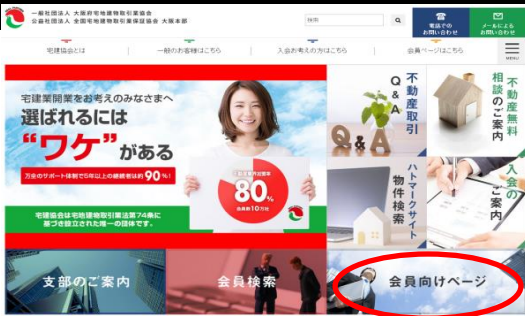 一般社団法人 大阪府宅地建物取引業協会
公益社団法人 全国宅地建物取引業保証協会 大阪本部
検索
電話での
お問い合わせ
メールによる
お問い合わせ
宅建協会とは
一般のお客様はこちら
入会お考えの方はこちら
会員ページはこちら
MENU
宅建業開業をお考えのみなさまへ
選ばれるには
“ワケ”がある
万全のサポート体制で5年以上の継続者は約90%!
80%
会員数10万社
宅建協会は宅地建物取引業法第74条に
基づき設立された唯一の団体です。
不動産取引
Q&A
Q&A
不動産無料
相談のご案内
ハトマークサイト
物件検索
入会の
ご案内
支部のご案内
会員検索
会員向けページ